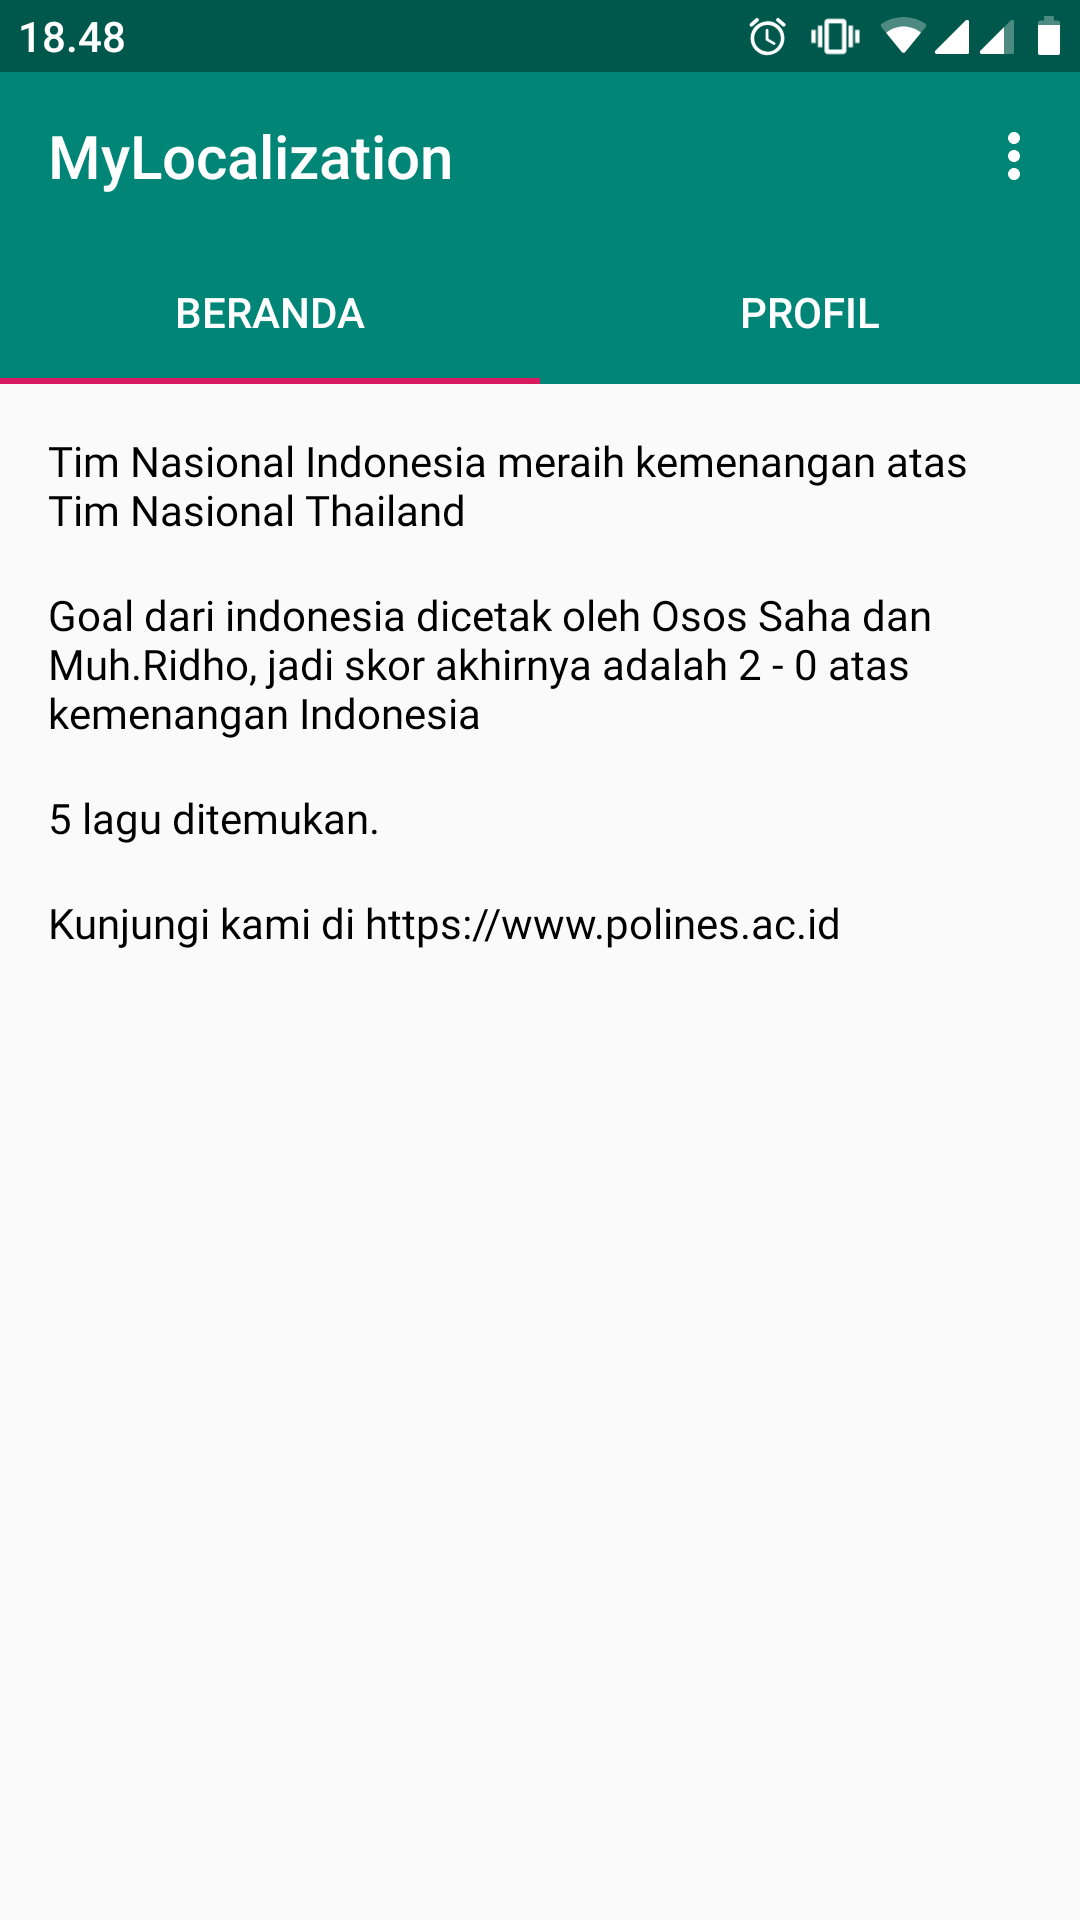 18.48
MyLocalization
BERANDA
PROFIL
Tim Nasional Indonesia meraih kemenangan atas
Tim Nasional Thailand
Goal dari indonesia dicetak oleh Osos Saha dan
Muh.Ridho, jadi skor akhirnya adalah 2 - 0 atas
kemenangan Indonesia
5 lagu ditemukan.
Kunjungi kami di https://www.polines.ac.id